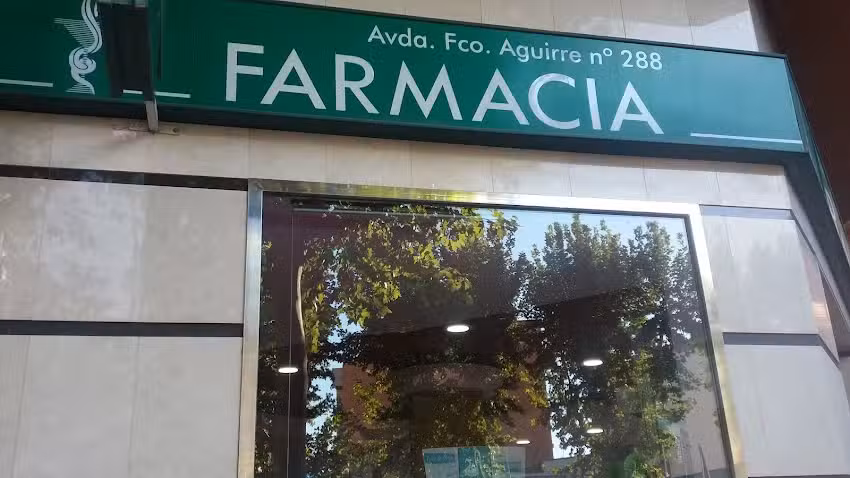 Avda. Fco. Aguirre nº 288
FARMACIA